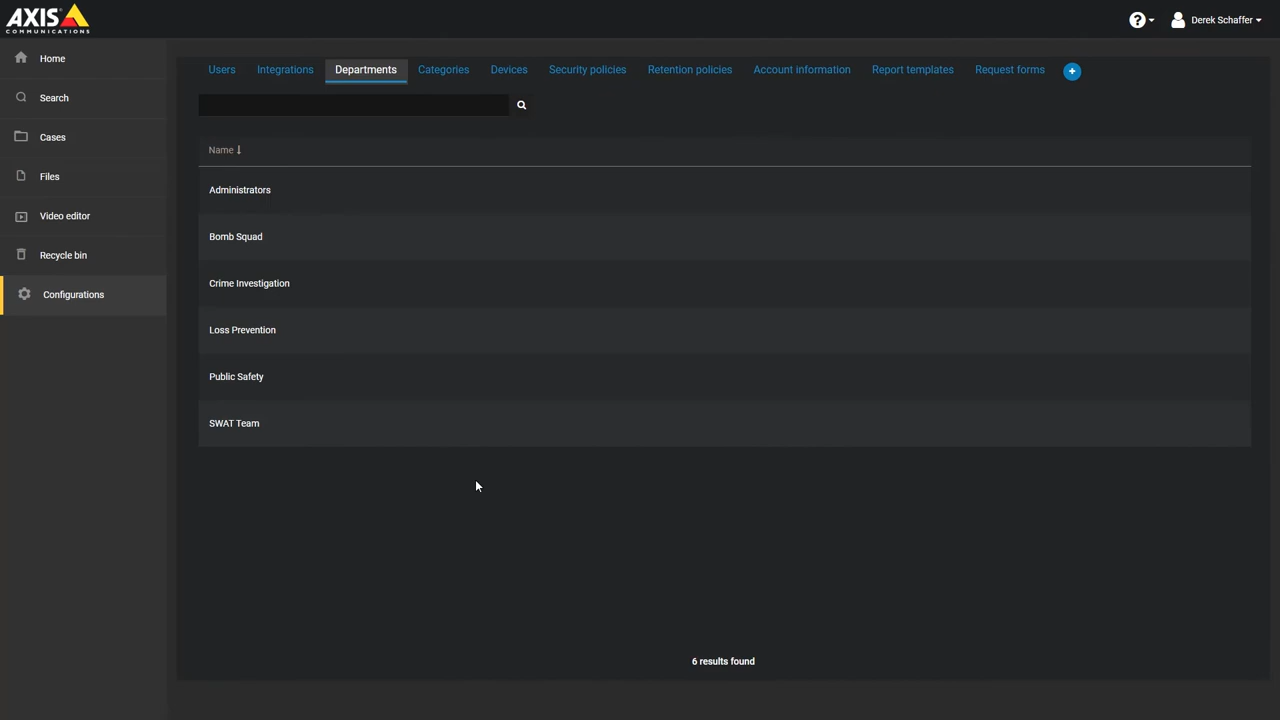 AXIS
COMMUNICATIONS
?
Derek Schaffer
Home
Search
Cases
Files
Video editor
Recycle bin
Configurations
Users Integrations Departments Categories Devices Security policies Retention policies Account information Report templates Request forms
Name
Administrators
Bomb Squad
Crime Investigation
Loss Prevention
Public Safety
SWAT Team
6 results found